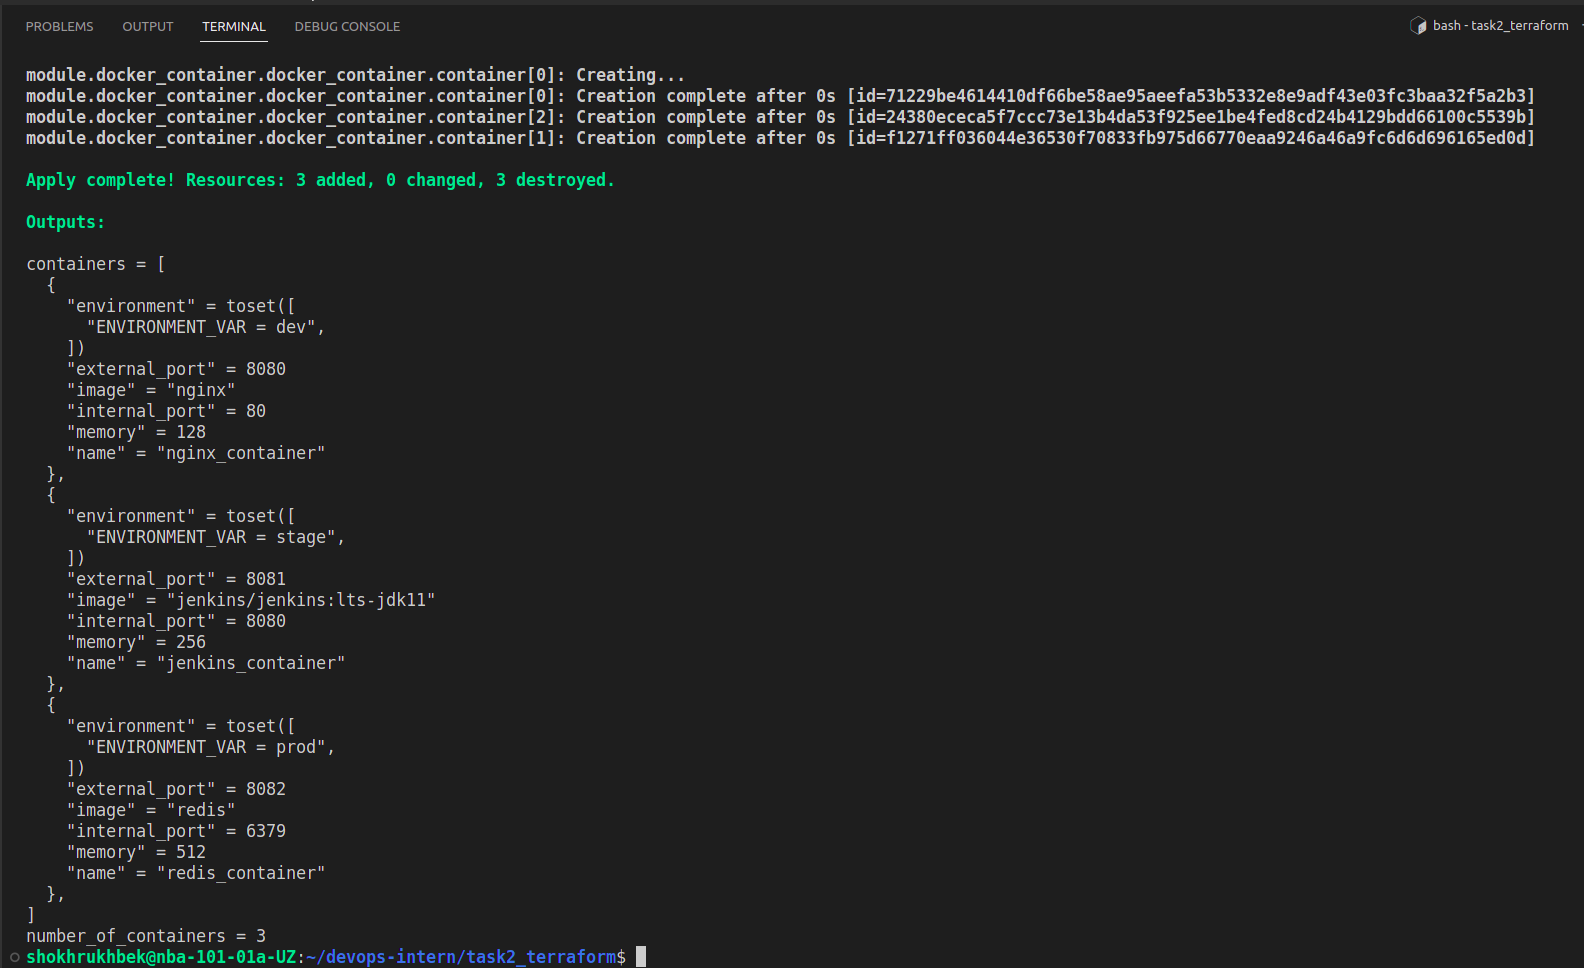 PROBLEMS OUTPUT TERMINAL DEBUG CONSOLE bash - task2_terraform
module.docker_container.docker_container.container[0]: Creating...
module.docker_container.docker_container.container[0]: Creation complete after 0s [id=71229be4614410df66be58ae95aeefa53b5332e8e9adf43e03fc3baa32f5a2b3]
module.docker_container.docker_container.container[2]: Creation complete after 0s [id=24380ececa5f7ccc73e13b4da53f925ee1be4fed8cd24b4129bdd66100c5539b]
module.docker_container.docker_container.container[1]: Creation complete after 0s [id=f1271ff036044e36530f70833fb975d66770eaa9246a46a9fc6d6d696165ed0d]
Apply complete! Resources: 3 added, 0 changed, 3 destroyed.
Outputs:
containers = [
  {
    "environment" = toset([
      "ENVIRONMENT_VAR = dev",
    ])
    "external_port" = 8080
    "image" = "nginx"
    "internal_port" = 80
    "memory" = 128
    "name" = "nginx_container"
  },
  {
    "environment" = toset([
      "ENVIRONMENT_VAR = stage",
    ])
    "external_port" = 8081
    "image" = "jenkins/jenkins:lts-jdk11"
    "internal_port" = 8080
    "memory" = 256
    "name" = "jenkins_container"
  },
  {
    "environment" = toset([
      "ENVIRONMENT_VAR = prod",
    ])
    "external_port" = 8082
    "image" = "redis"
    "internal_port" = 6379
    "memory" = 512
    "name" = "redis_container"
  },
]
number_of_containers = 3
shokhrukhbek@nba-101-01a-UZ:~/devops-intern/task2_terraform$